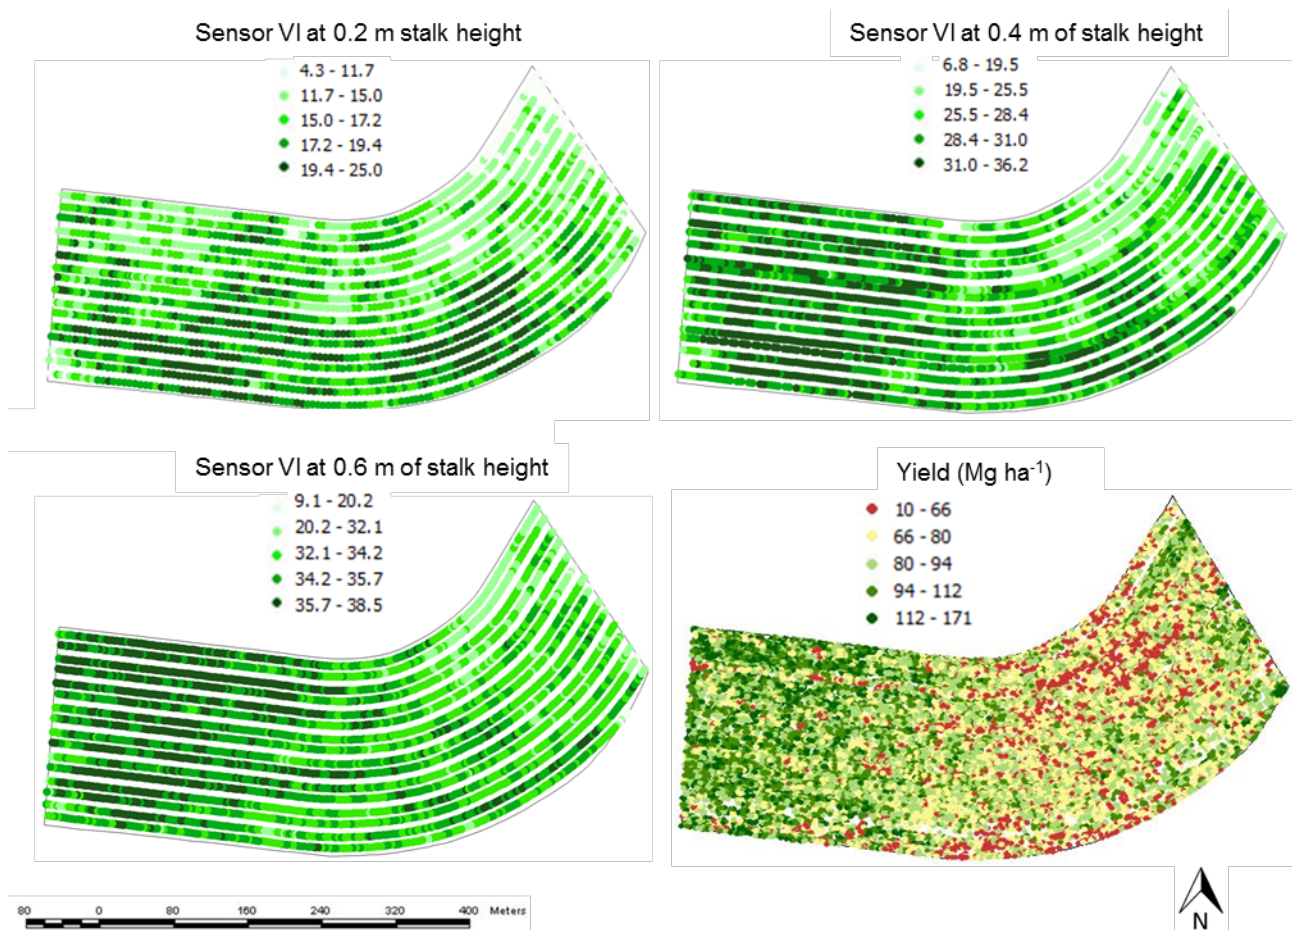 Sensor VI at 0.2 m stalk height
4.3 - 11.7
11.7 - 15.0
15.0 - 17.2
17.2 - 19.4
19.4 - 25.0
Sensor VI at 0.4 m of stalk height
6.8 - 19.5
19.5 - 25.5
25.5 - 28.4
28.4 - 31.0
31.0 - 36.2
Sensor VI at 0.6 m of stalk height
9.1 - 20.2
20.2 - 32.1
32.1 - 34.2
34.2 - 35.7
35.7 - 38.5
Yield (Mg ha⁻¹)
10 - 66
66 - 80
80 - 94
94 - 112
112 - 171
80 0 80 160 240 320 400 Meters
N